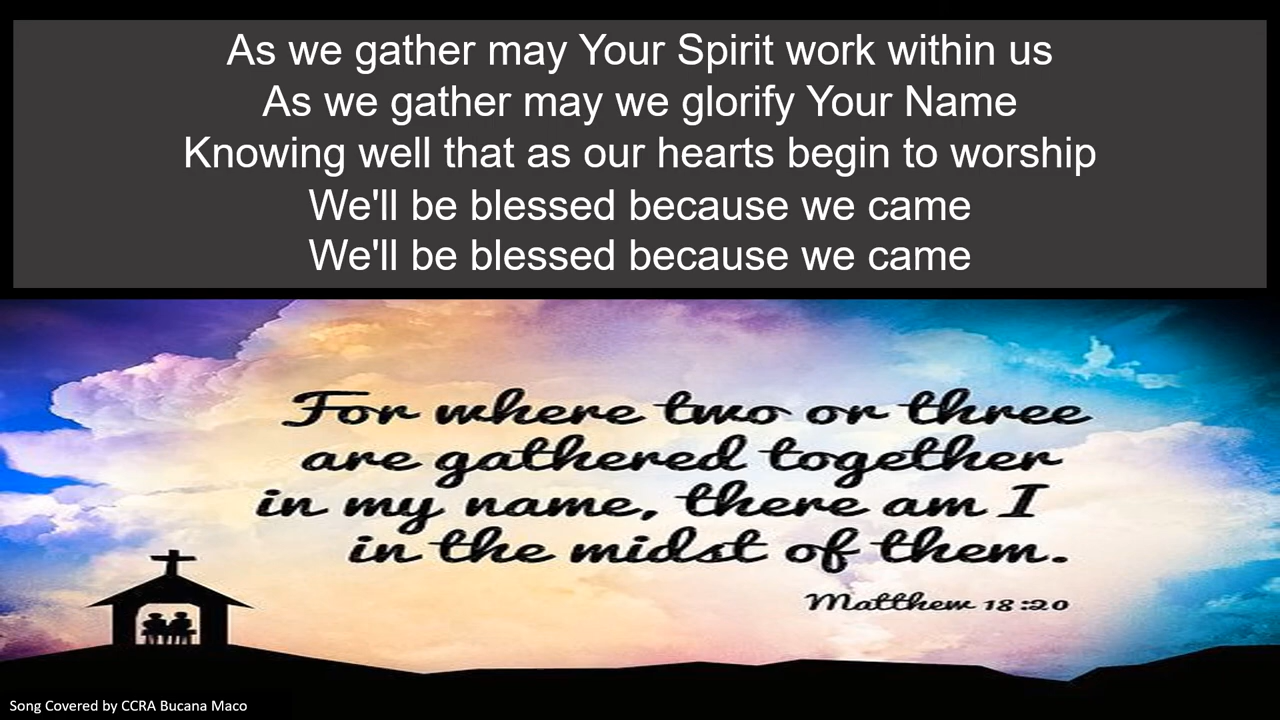 As we gather may Your Spirit work within us
As we gather may we glorify Your Name
Knowing well that as our hearts begin to worship
We'll be blessed because we came
We'll be blessed because we came
For where two or three
are gathered together
in my name, there am I
in the midst of them.
Matthew 18:20
Song Covered by CCRA Bucana Maco